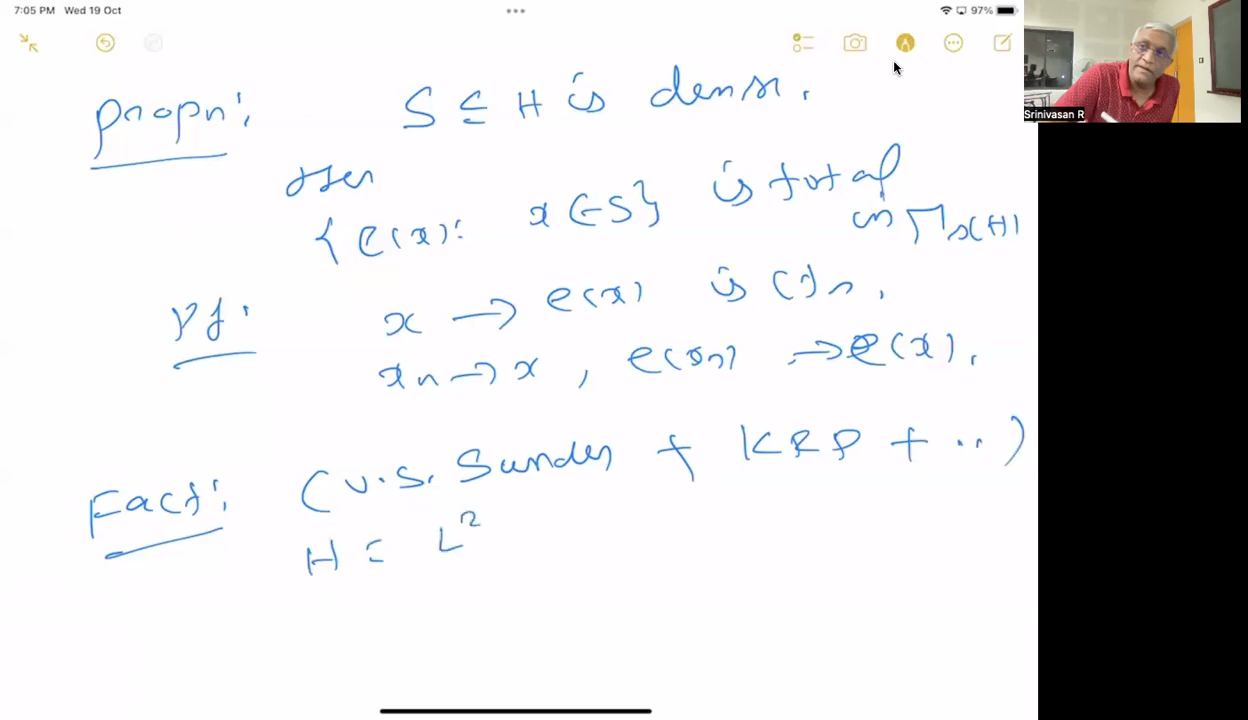 7:05 PM Wed 19 Oct
97%
Srinivasan R
Propn: S ⊆ H is dense.
then
{e(x): x ∈ S} is total
in Γs(H)
Pf: x → e(x) is cts.
xn → x, e(xn) → e(x).
Fact: (V.S. Sunder + KRP + ..)
H = L²